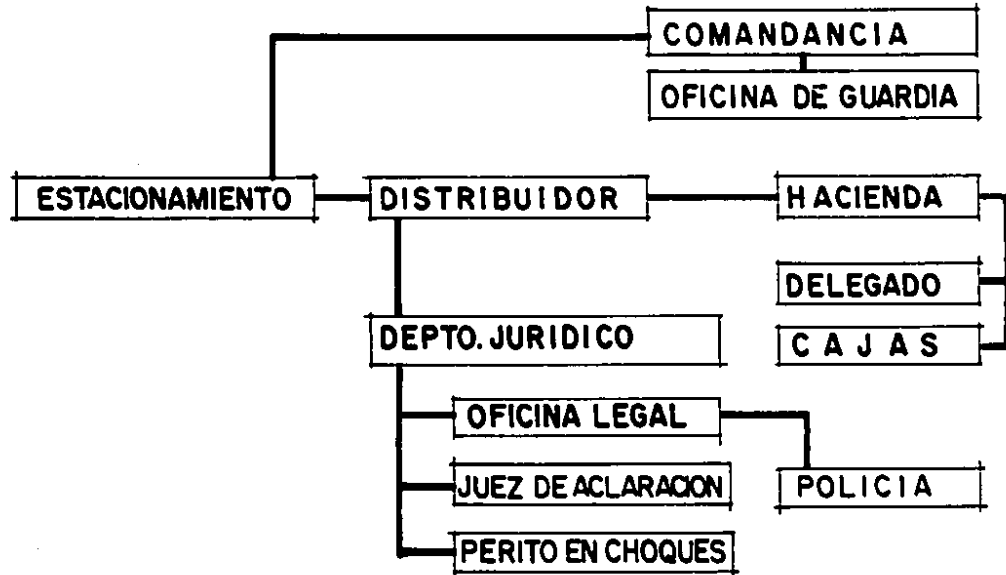 COMANDANCIA
OFICINA DE GUARDIA
ESTACIONAMIENTO
DISTRIBUIDOR
HACIENDA
DELEGADO
DEPTO. JURIDICO
CAJAS
OFICINA LEGAL
JUEZ DE ACLARACION
POLICIA
PERITO EN CHOQUES